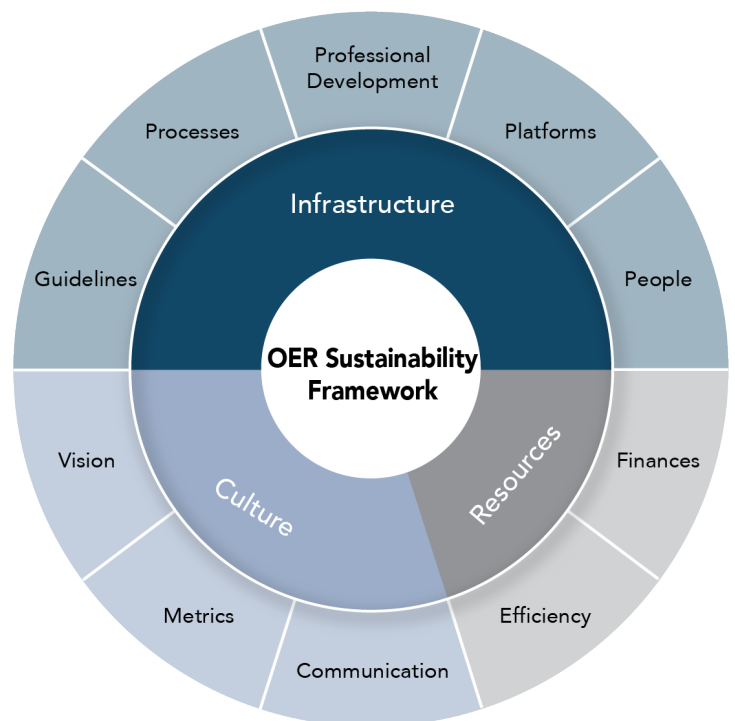 Professional
Development
Processes
Platforms
Infrastructure
Guidelines
People
OER Sustainability
Framework
Vision
Finances
Culture
Resources
Metrics
Efficiency
Communication